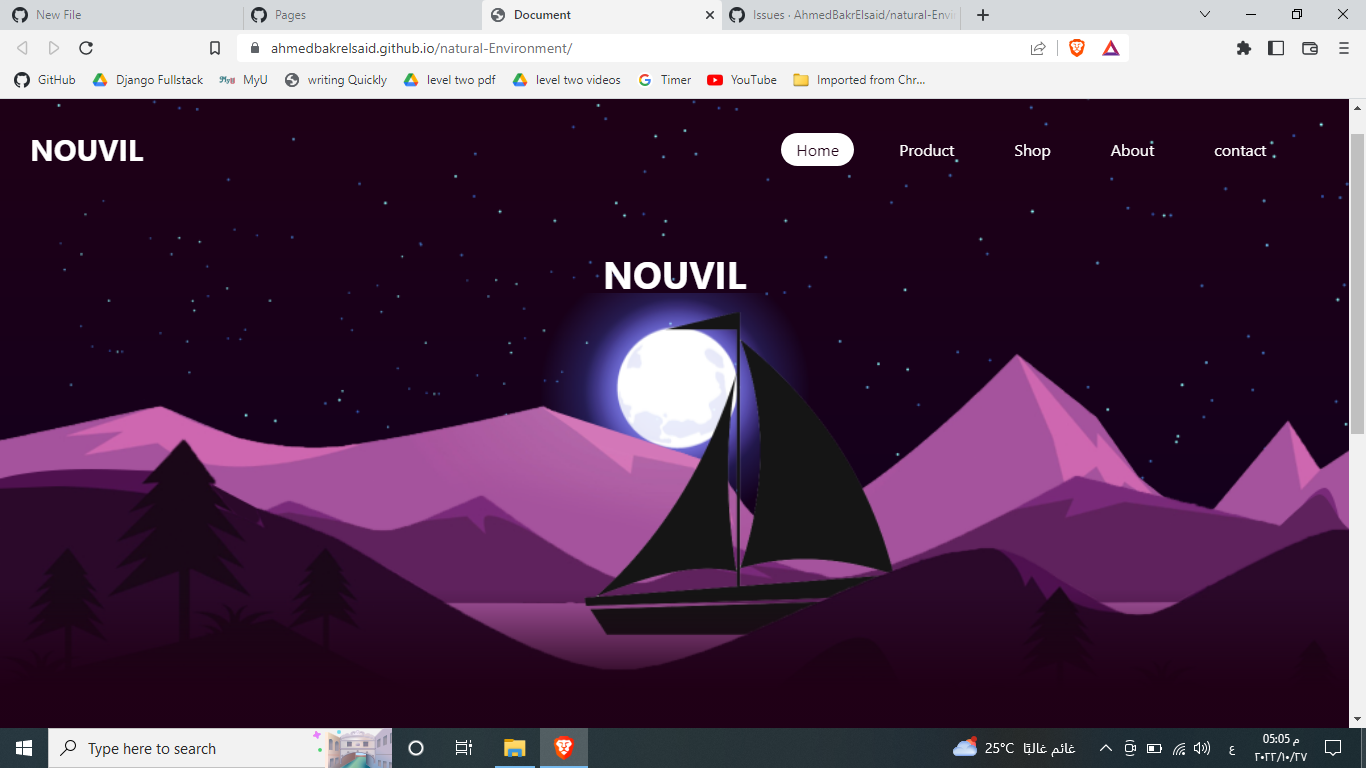 New File
Pages
Document
Issues · AhmedBakrElsaid/natural-Envi
ahmedbakrelsaid.github.io/natural-Environment/
GitHub
Django Fullstack
MyU
writing Quickly
level two pdf
level two videos
Timer
YouTube
Imported from Chr...
NOUVIL
Home
Product
Shop
About
contact
NOUVIL
Type here to search
25°C غائم غالبًا
ع
05:05 م
٢٠٢٢/١٠/٢٧